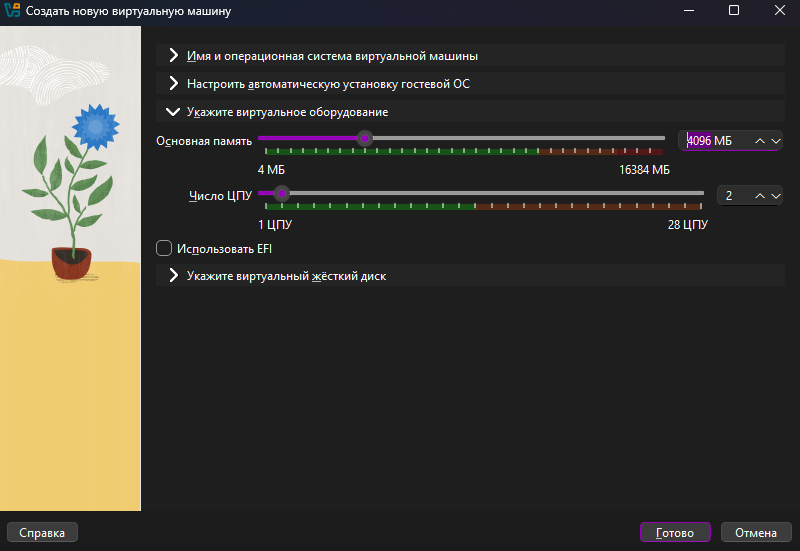 Создать новую виртуальную машину
Имя и операционная система виртуальной машины
Настроить автоматическую установку гостевой ОС
Укажите виртуальное оборудование
Основная память
4096 МБ
4 МБ
16384 МБ
Число ЦПУ
2
1 ЦПУ
28 ЦПУ
Использовать EFI
Укажите виртуальный жёсткий диск
Справка
Готово
Отмена